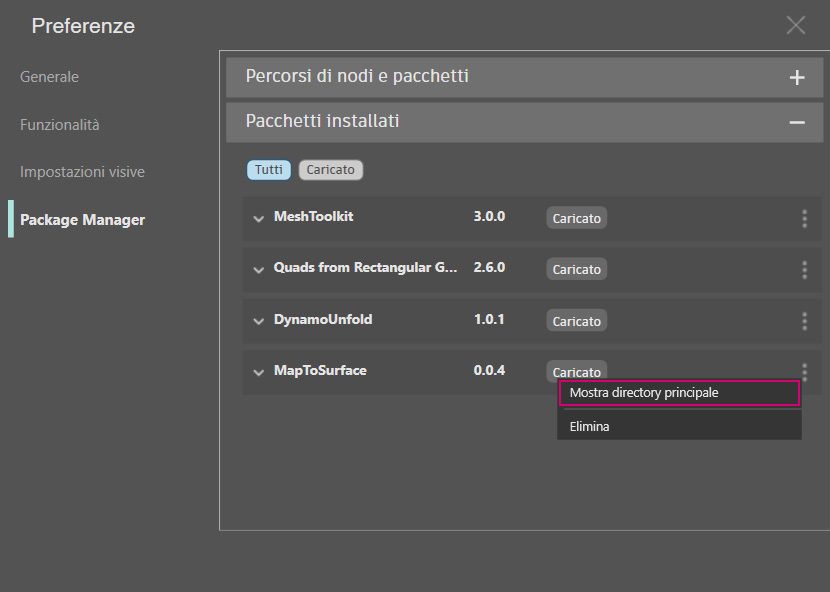 Preferenze
Generale
Funzionalità
Impostazioni visive
Package Manager
Percorsi di nodi e pacchetti
Pacchetti installati
Tutti Caricato
MeshToolkit 3.0.0 Caricato
Quads from Rectangular G... 2.6.0 Caricato
DynamoUnfold 1.0.1 Caricato
MapToSurface 0.0.4 Caricato
Mostra directory principale
Elimina